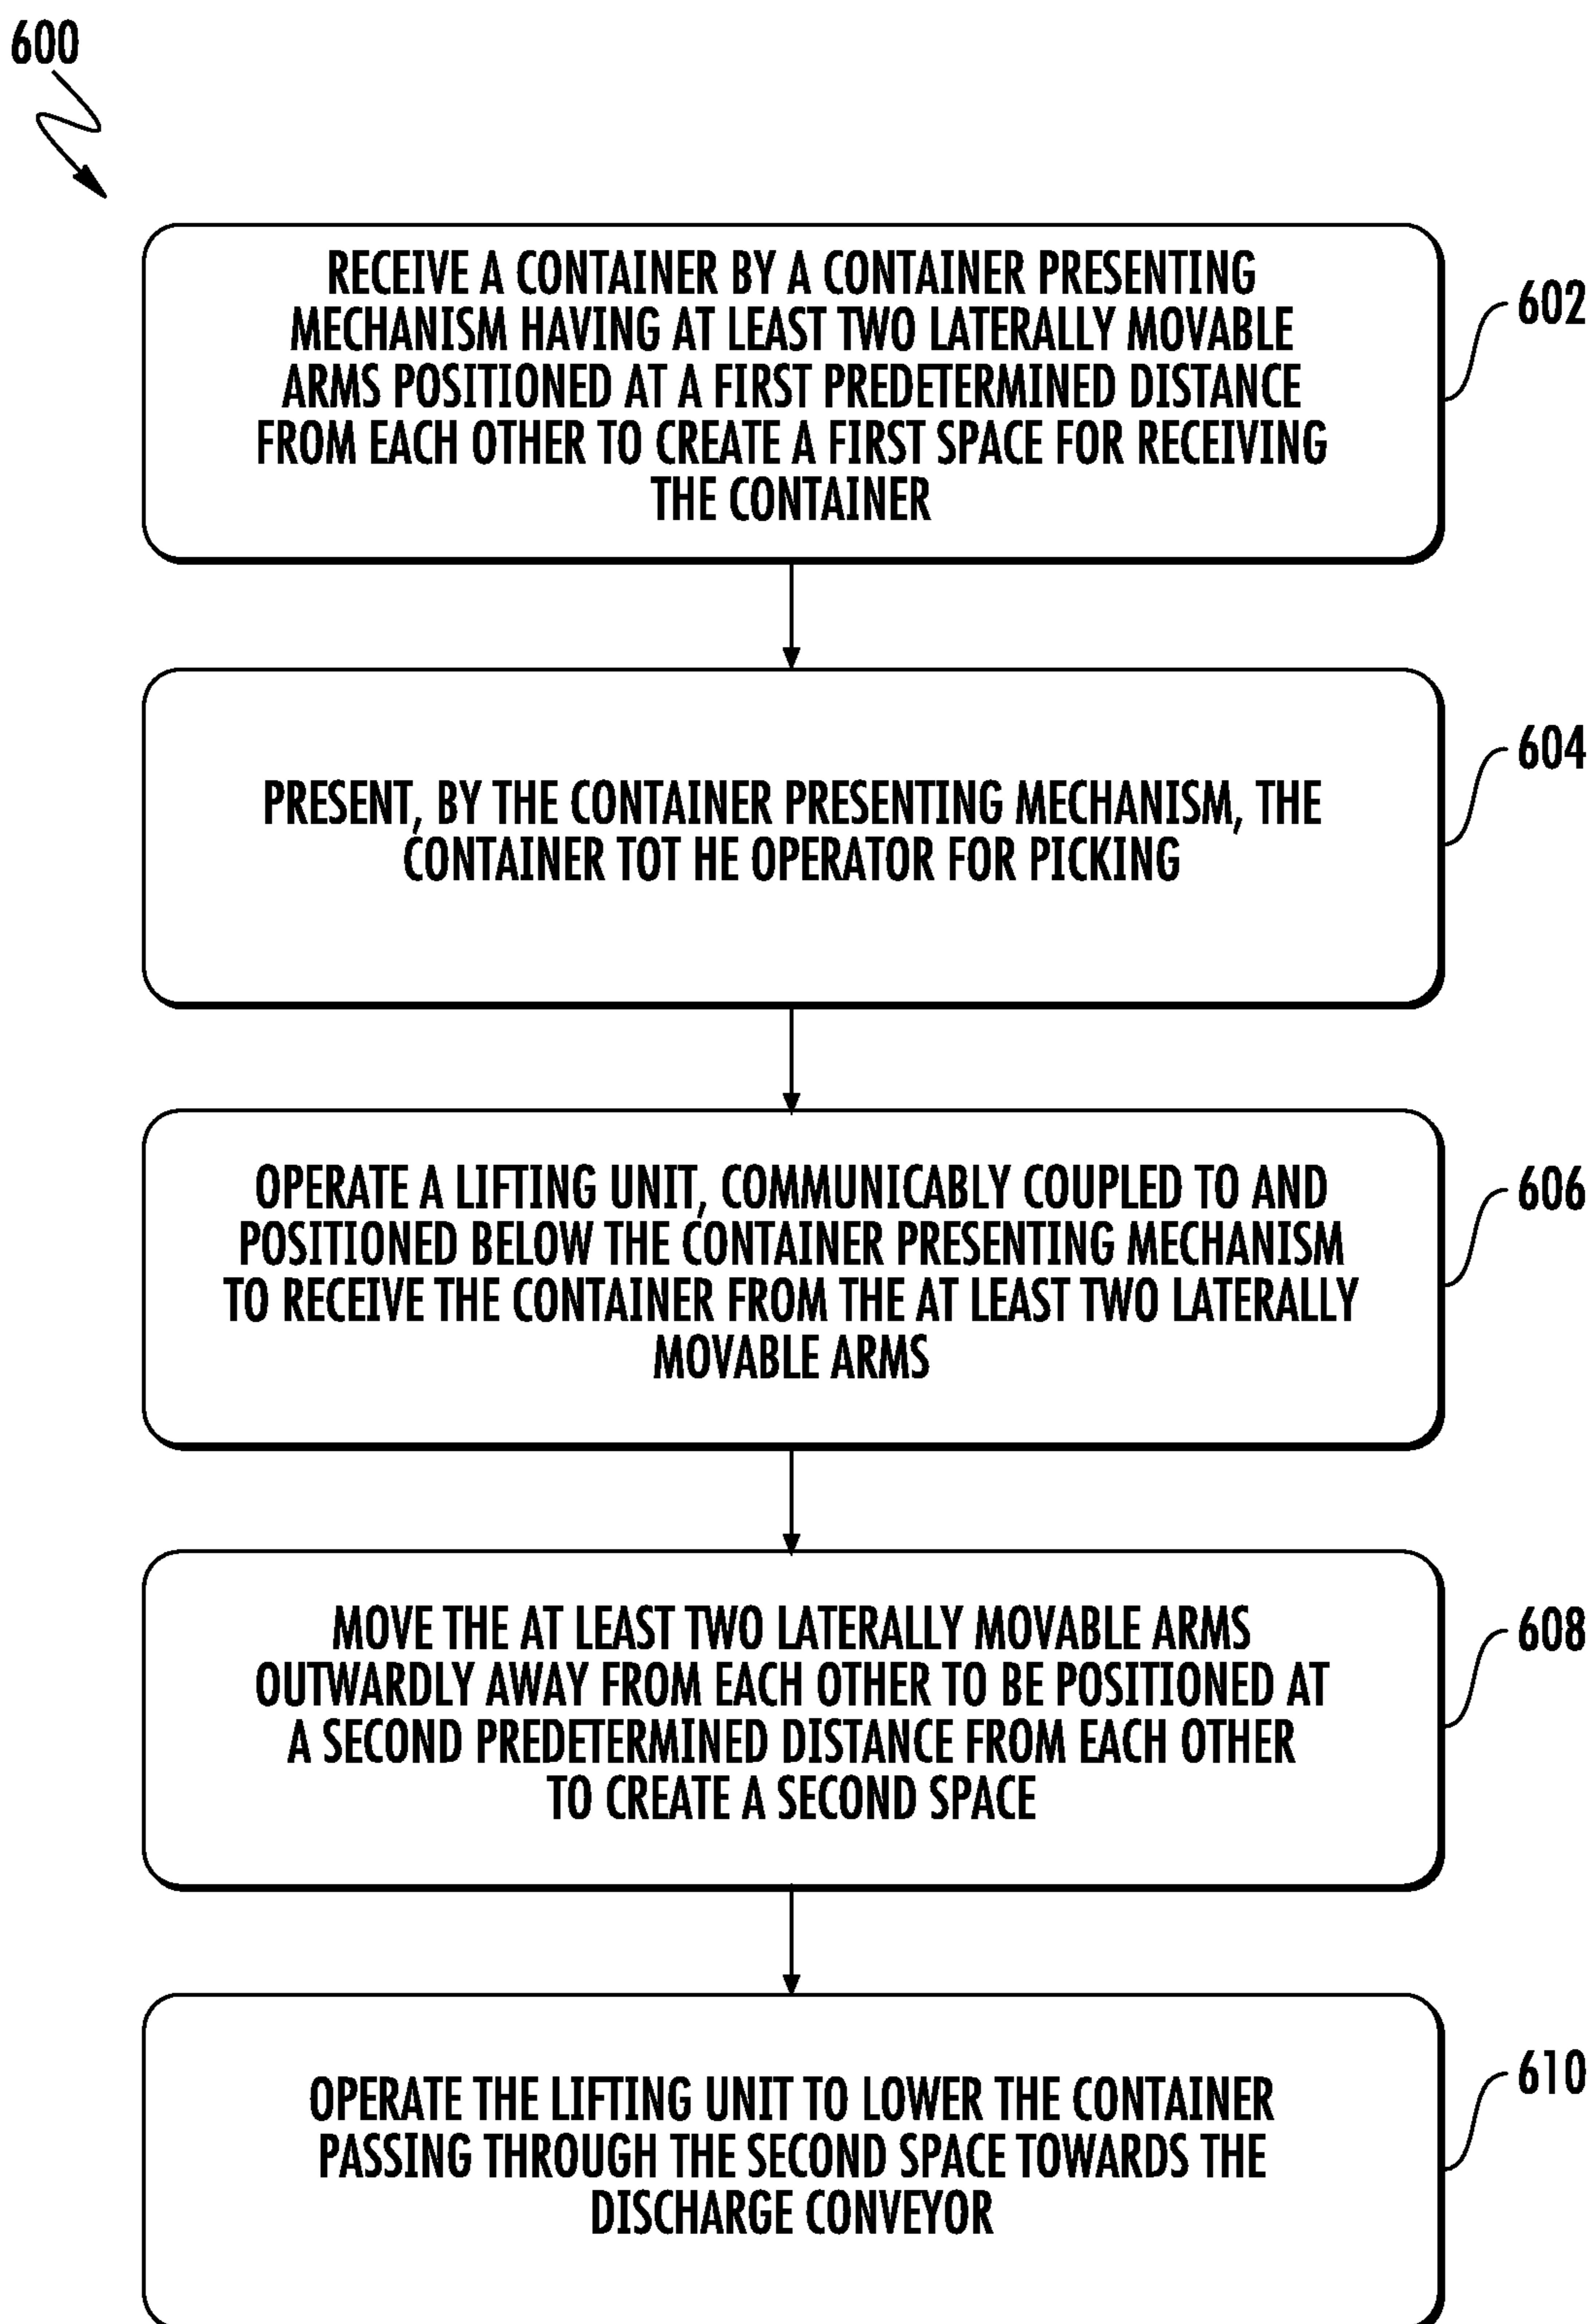 600
RECEIVE A CONTAINER BY A CONTAINER PRESENTING
MECHANISM HAVING AT LEAST TWO LATERALLY MOVABLE
ARMS POSITIONED AT A FIRST PREDETERMINED DISTANCE
FROM EACH OTHER TO CREATE A FIRST SPACE FOR RECEIVING
THE CONTAINER
602
PRESENT, BY THE CONTAINER PRESENTING MECHANISM, THE
CONTAINER TOT HE OPERATOR FOR PICKING
604
OPERATE A LIFTING UNIT, COMMUNICABLY COUPLED TO AND
POSITIONED BELOW THE CONTAINER PRESENTING MECHANISM
TO RECEIVE THE CONTAINER FROM THE AT LEAST TWO LATERALLY
MOVABLE ARMS
606
MOVE THE AT LEAST TWO LATERALLY MOVABLE ARMS
OUTWARDLY AWAY FROM EACH OTHER TO BE POSITIONED AT
A SECOND PREDETERMINED DISTANCE FROM EACH OTHER
TO CREATE A SECOND SPACE
608
OPERATE THE LIFTING UNIT TO LOWER THE CONTAINER
PASSING THROUGH THE SECOND SPACE TOWARDS THE
DISCHARGE CONVEYOR
610